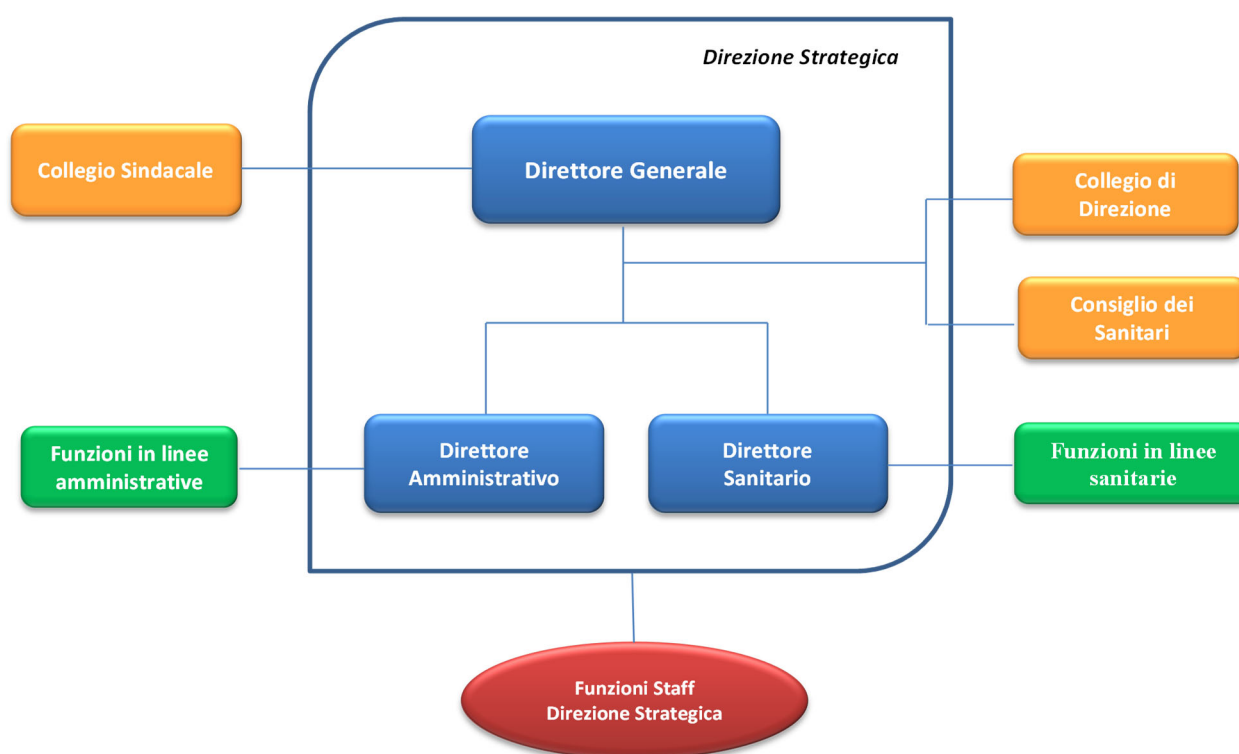 Direzione Strategica
Collegio Sindacale
Direttore Generale
Collegio di
Direzione
Consiglio dei
Sanitari
Funzioni in linee
amministrative
Direttore
Amministrativo
Direttore
Sanitario
Funzioni in linee
sanitarie
Funzioni Staff
Direzione Strategica